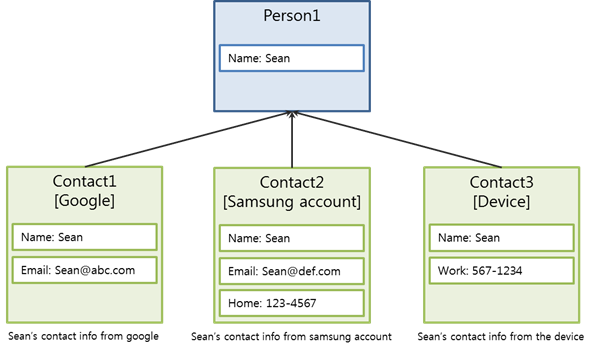 Person1
Name: Sean
Contact1
[Google]
Name: Sean
Email: Sean@abc.com
Sean's contact info from google
Contact2
[Samsung account]
Name: Sean
Email: Sean@def.com
Home: 123-4567
Sean's contact info from samsung account
Contact3
[Device]
Name: Sean
Work: 567-1234
Sean's contact info from the device